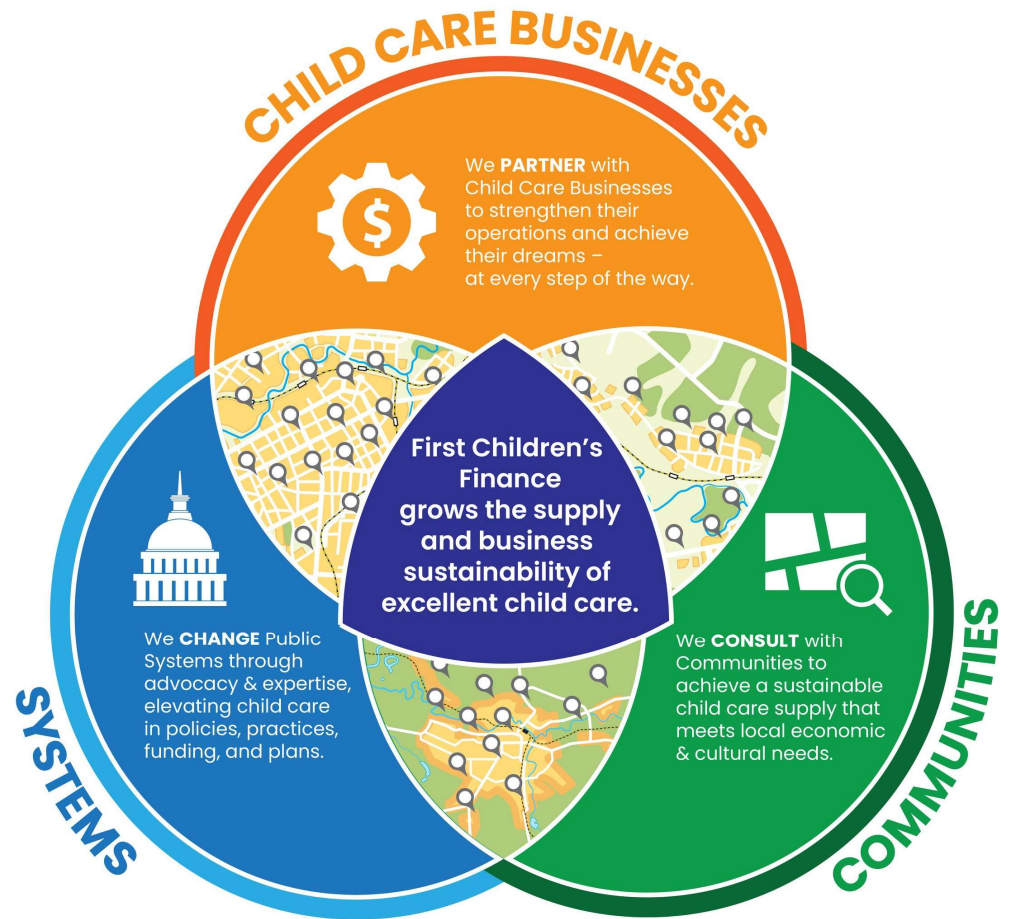 CHILD CARE BUSINESSES
$
We PARTNER with
Child Care Businesses
to strengthen their
operations and achieve
their dreams –
at every step of the way.
First Children's
Finance
grows the supply
and business
sustainability of
excellent child care.
We CHANGE Public
Systems through
advocacy & expertise,
elevating child care
in policies, practices,
funding, and plans.
SYSTEMS
We CONSULT with
Communities to
achieve a sustainable
child care supply that
meets local economic
& cultural needs.
COMMUNITIES